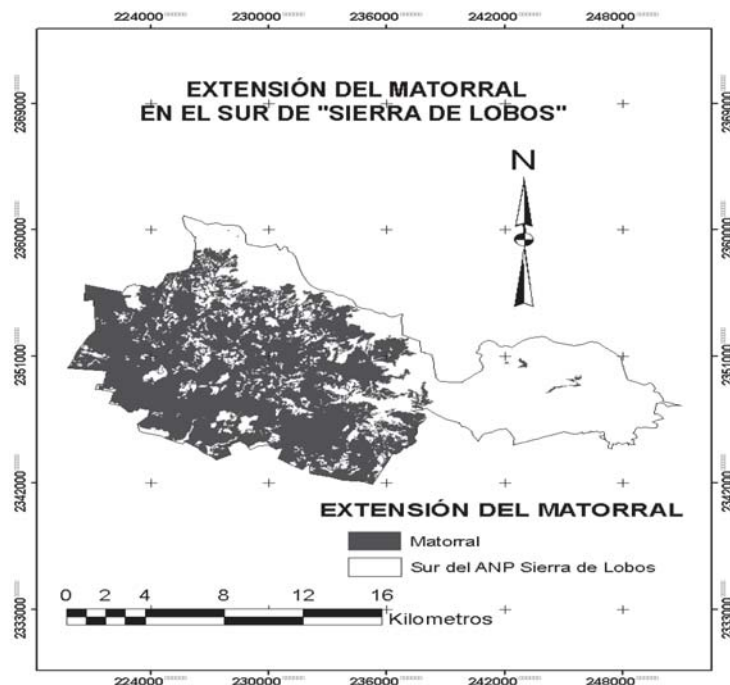 224000 230000 236000 242000 248000
EXTENSIÓN DEL MATORRAL
EN EL SUR DE "SIERRA DE LOBOS"
N
2369000 2369000
2360000 2360000
2351000 2351000
2342000 2342000
EXTENSIÓN DEL MATORRAL
Matorral
Sur del ANP Sierra de Lobos
0 2 4 8 12 16
Kilometros
2333000 2333000
224000 230000 236000 242000 248000